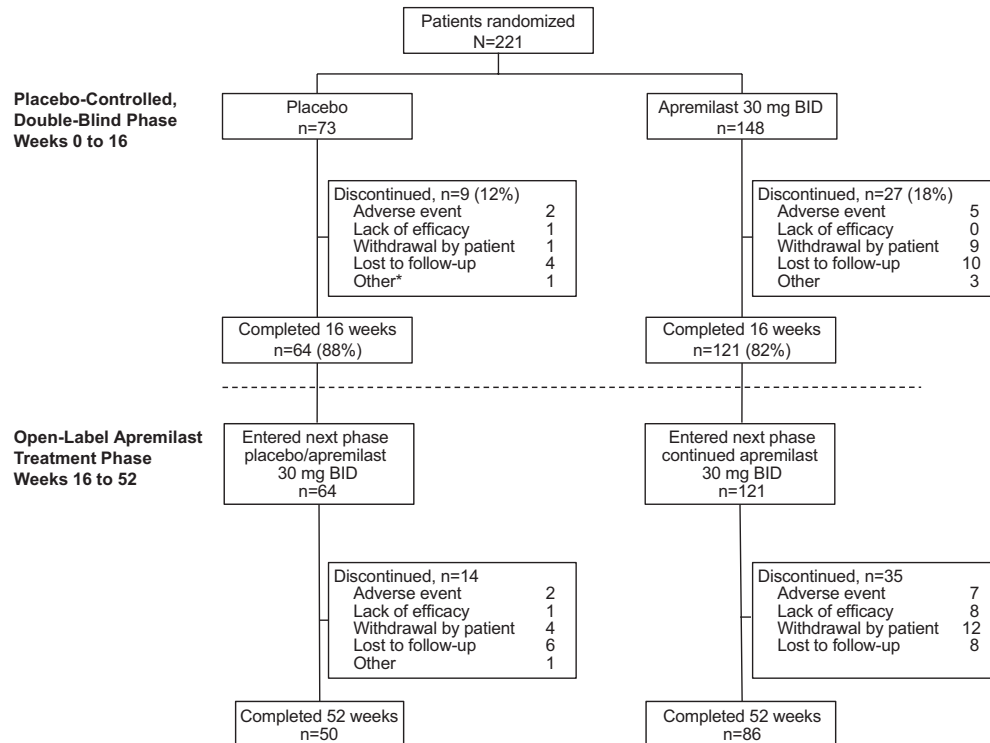 Patients randomized
N=221
Placebo-Controlled,
Double-Blind Phase
Weeks 0 to 16
Placebo
n=73
Apremilast 30 mg BID
n=148
Discontinued, n=9 (12%)
Adverse event 2
Lack of efficacy 1
Withdrawal by patient 1
Lost to follow-up 4
Other* 1
Discontinued, n=27 (18%)
Adverse event 5
Lack of efficacy 0
Withdrawal by patient 9
Lost to follow-up 10
Other 3
Completed 16 weeks
n=64 (88%)
Completed 16 weeks
n=121 (82%)
Open-Label Apremilast
Treatment Phase
Weeks 16 to 52
Entered next phase
placebo/apremilast
30 mg BID
n=64
Entered next phase
continued apremilast
30 mg BID
n=121
Discontinued, n=14
Adverse event 2
Lack of efficacy 1
Withdrawal by patient 4
Lost to follow-up 6
Other 1
Discontinued, n=35
Adverse event 7
Lack of efficacy 8
Withdrawal by patient 12
Lost to follow-up 8
Completed 52 weeks
n=50
Completed 52 weeks
n=86